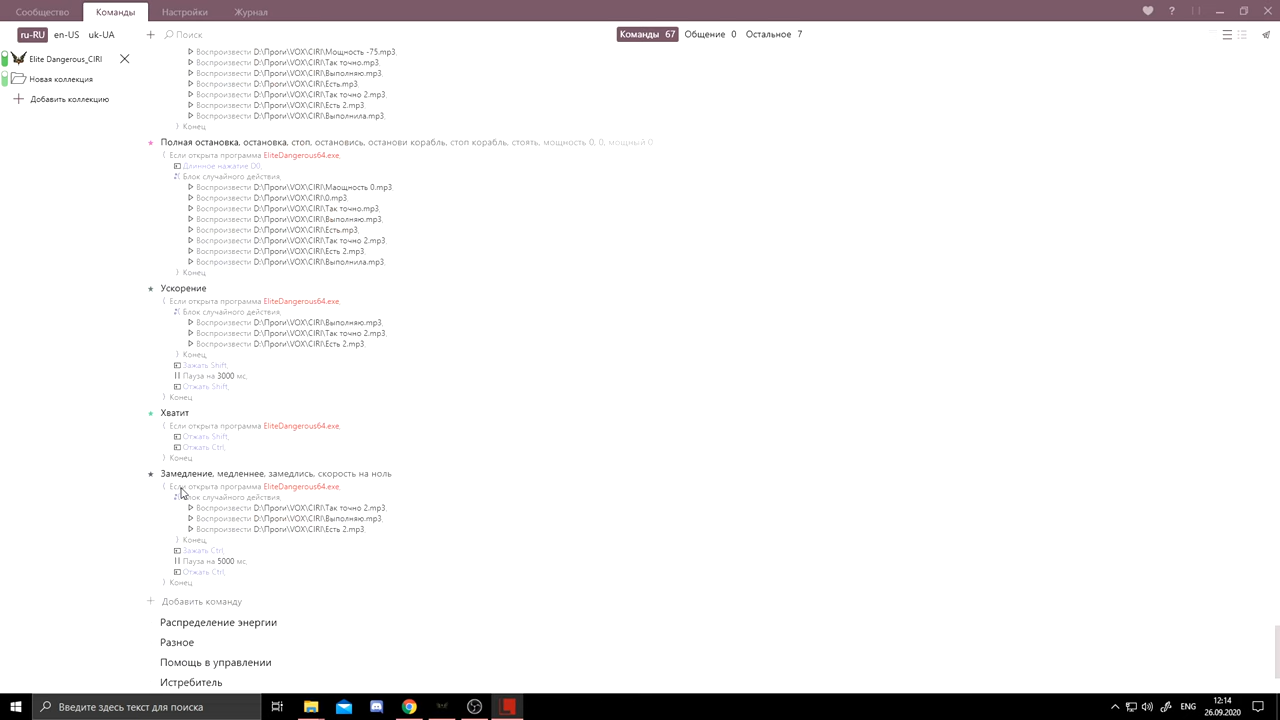 Сообщество Команды Настройки Журнал
ru-RU en-US uk-UA
Поиск
Команды 67 Общение 0 Остальное 7
Elite Dangerous_CIRI
Новая коллекция
Добавить коллекцию
Воспроизвести D:\Проги\VOX\CIRI\Мощность -75.mp3,
Воспроизвести D:\Проги\VOX\CIRI\Так точно.mp3,
Воспроизвести D:\Проги\VOX\CIRI\Выполняю.mp3,
Воспроизвести D:\Проги\VOX\CIRI\Есть.mp3,
Воспроизвести D:\Проги\VOX\CIRI\Так точно 2.mp3,
Воспроизвести D:\Проги\VOX\CIRI\Есть 2.mp3,
Воспроизвести D:\Проги\VOX\CIRI\Выполнила.mp3,
Конец
Полная остановка, остановка, стоп, остановись, останови корабль, стоп корабль, стоять, мощность 0, 0, мощный 0
Если открыта программа EliteDangerous64.exe,
Длинное нажатие 00,
Блок случайного действия,
Воспроизвести D:\Проги\VOX\CIRI\Маощность 0.mp3,
Воспроизвести D:\Проги\VOX\CIRI\0.mp3,
Воспроизвести D:\Проги\VOX\CIRI\Так точно.mp3,
Воспроизвести D:\Проги\VOX\CIRI\Выполняю.mp3,
Воспроизвести D:\Проги\VOX\CIRI\Есть.mp3,
Воспроизвести D:\Проги\VOX\CIRI\Так точно 2.mp3,
Воспроизвести D:\Проги\VOX\CIRI\Есть 2.mp3,
Воспроизвести D:\Проги\VOX\CIRI\Выполнила.mp3,
Конец
Ускорение
Если открыта программа EliteDangerous64.exe,
Блок случайного действия,
Воспроизвести D:\Проги\VOX\CIRI\Выполняю.mp3,
Воспроизвести D:\Проги\VOX\CIRI\Так точно 2.mp3,
Воспроизвести D:\Проги\VOX\CIRI\Есть 2.mp3,
Конец,
Зажать Shift,
Пауза на 3000 мс,
Отжать Shift,
Конец
Хватит
Если открыта программа EliteDangerous64.exe,
Отжать Shift,
Отжать Ctrl,
Конец
Замедление, медленнее, замедлись, скорость на ноль
Если открыта программа EliteDangerous64.exe,
Блок случайного действия,
Воспроизвести D:\Проги\VOX\CIRI\Так точно 2.mp3,
Воспроизвести D:\Проги\VOX\CIRI\Выполняю.mp3,
Воспроизвести D:\Проги\VOX\CIRI\Есть 2.mp3,
Конец,
Зажать Ctrl,
Пауза на 5000 мс,
Отжать Ctrl,
Конец
Добавить команду
Распределение энергии
Разное
Помощь в управлении
Истребитель
Введите здесь текст для поиска
ENG
12:14
26.09.2020